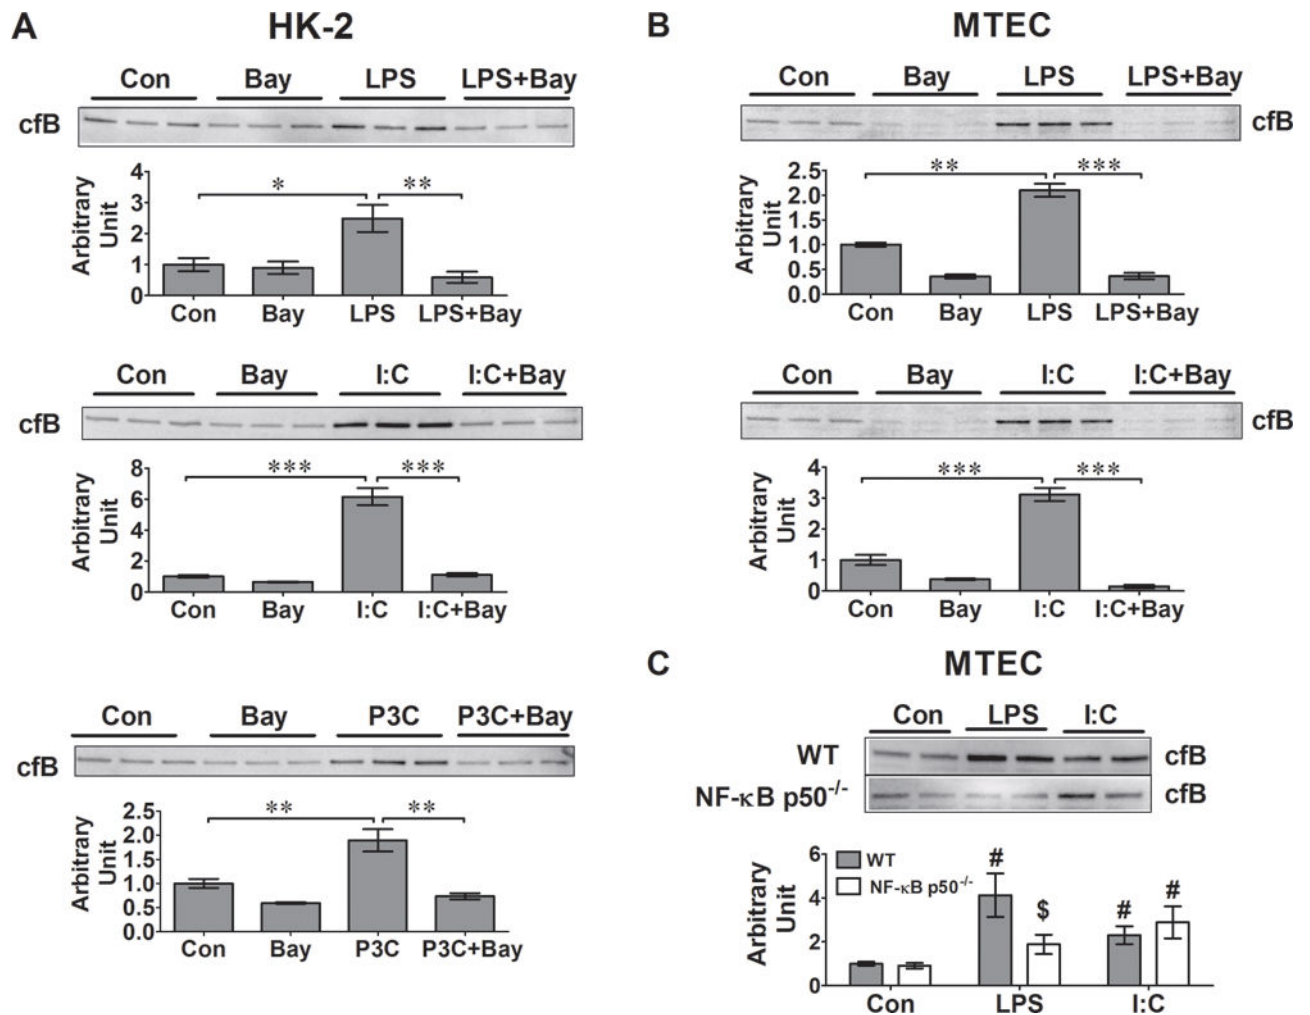 A HK-2
Con Bay LPS LPS+Bay
cfB
Arbitrary
Unit
4
3
2
1
0
* **
Con Bay LPS LPS+Bay
Con Bay I:C I:C+Bay
cfB
Arbitrary
Unit
8
6
4
2
0
*** ***
Con Bay I:C I:C+Bay
Con Bay P3C P3C+Bay
cfB
Arbitrary
Unit
2.5
2.0
1.5
1.0
0.5
0.0
** **
Con Bay P3C P3C+Bay
B MTEC
Con Bay LPS LPS+Bay
cfB
Arbitrary
Unit
2.5
2.0
1.5
1.0
0.5
0.0
** ***
Con Bay LPS LPS+Bay
Con Bay I:C I:C+Bay
cfB
Arbitrary
Unit
4
3
2
1
0
*** ***
Con Bay I:C I:C+Bay
C MTEC
Con LPS I:C
WT cfB
NF-κB p50⁻/⁻ cfB
Arbitrary
Unit
6
4
2
0
WT
NF-κB p50⁻/⁻
# $ # #
Con LPS I:C